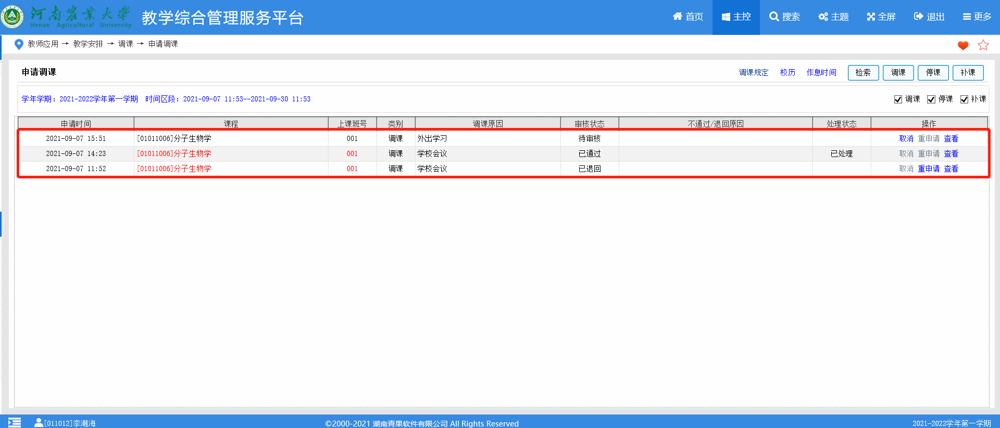 河南农业大学
Henan Agricultural University
教学综合管理服务平台
首页 主控 搜索 主题 全屏 退出 更多
教师应用 → 教学安排 → 调课 → 申请调课
申请调课 调课规定 校历 作息时间 检索 调课 停课 补课
学年学期：2021-2022学年第一学期 时间区段：2021-09-07 11:53--2021-09-30 11:53 调课 停课 补课
申请时间 课程 上课班号 类别 调课原因 审核状态 不通过/退回原因 处理状态 操作
2021-09-07 15:51 [01011006]分子生物学 001 调课 外出学习 待审核 取消 重申请 查看
2021-09-07 14:23 [01011006]分子生物学 001 调课 学校会议 已通过 已处理 取消 重申请 查看
2021-09-07 11:52 [01011006]分子生物学 001 调课 学校会议 已退回 取消 重申请 查看
[011012]李潮海 ©2000-2021 湖南青果软件有限公司 All Rights Reserved 2021-2022学年第一学期